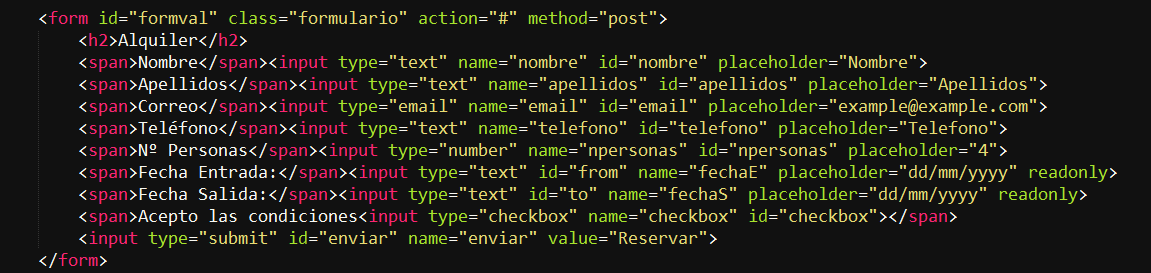 <form id="formval" class="formulario" action="#" method="post">
<h2>Alquiler</h2>
<span>Nombre</span><input type="text" name="nombre" id="nombre" placeholder="Nombre">
<span>Apellidos</span><input type="text" name="apellidos" id="apellidos" placeholder="Apellidos">
<span>Correo</span><input type="email" name="email" id="email" placeholder="example@example.com">
<span>Teléfono</span><input type="text" name="telefono" id="telefono" placeholder="Telefono">
<span>Nº Personas</span><input type="number" name="npersonas" id="npersonas" placeholder="4">
<span>Fecha Entrada:</span><input type="text" id="from" name="fechaE" placeholder="dd/mm/yyyy" readonly>
<span>Fecha Salida:</span><input type="text" id="to" name="fechaS" placeholder="dd/mm/yyyy" readonly>
<span>Acepto las condiciones<input type="checkbox" name="checkbox" id="checkbox"></span>
<input type="submit" id="enviar" name="enviar" value="Reservar">
</form>